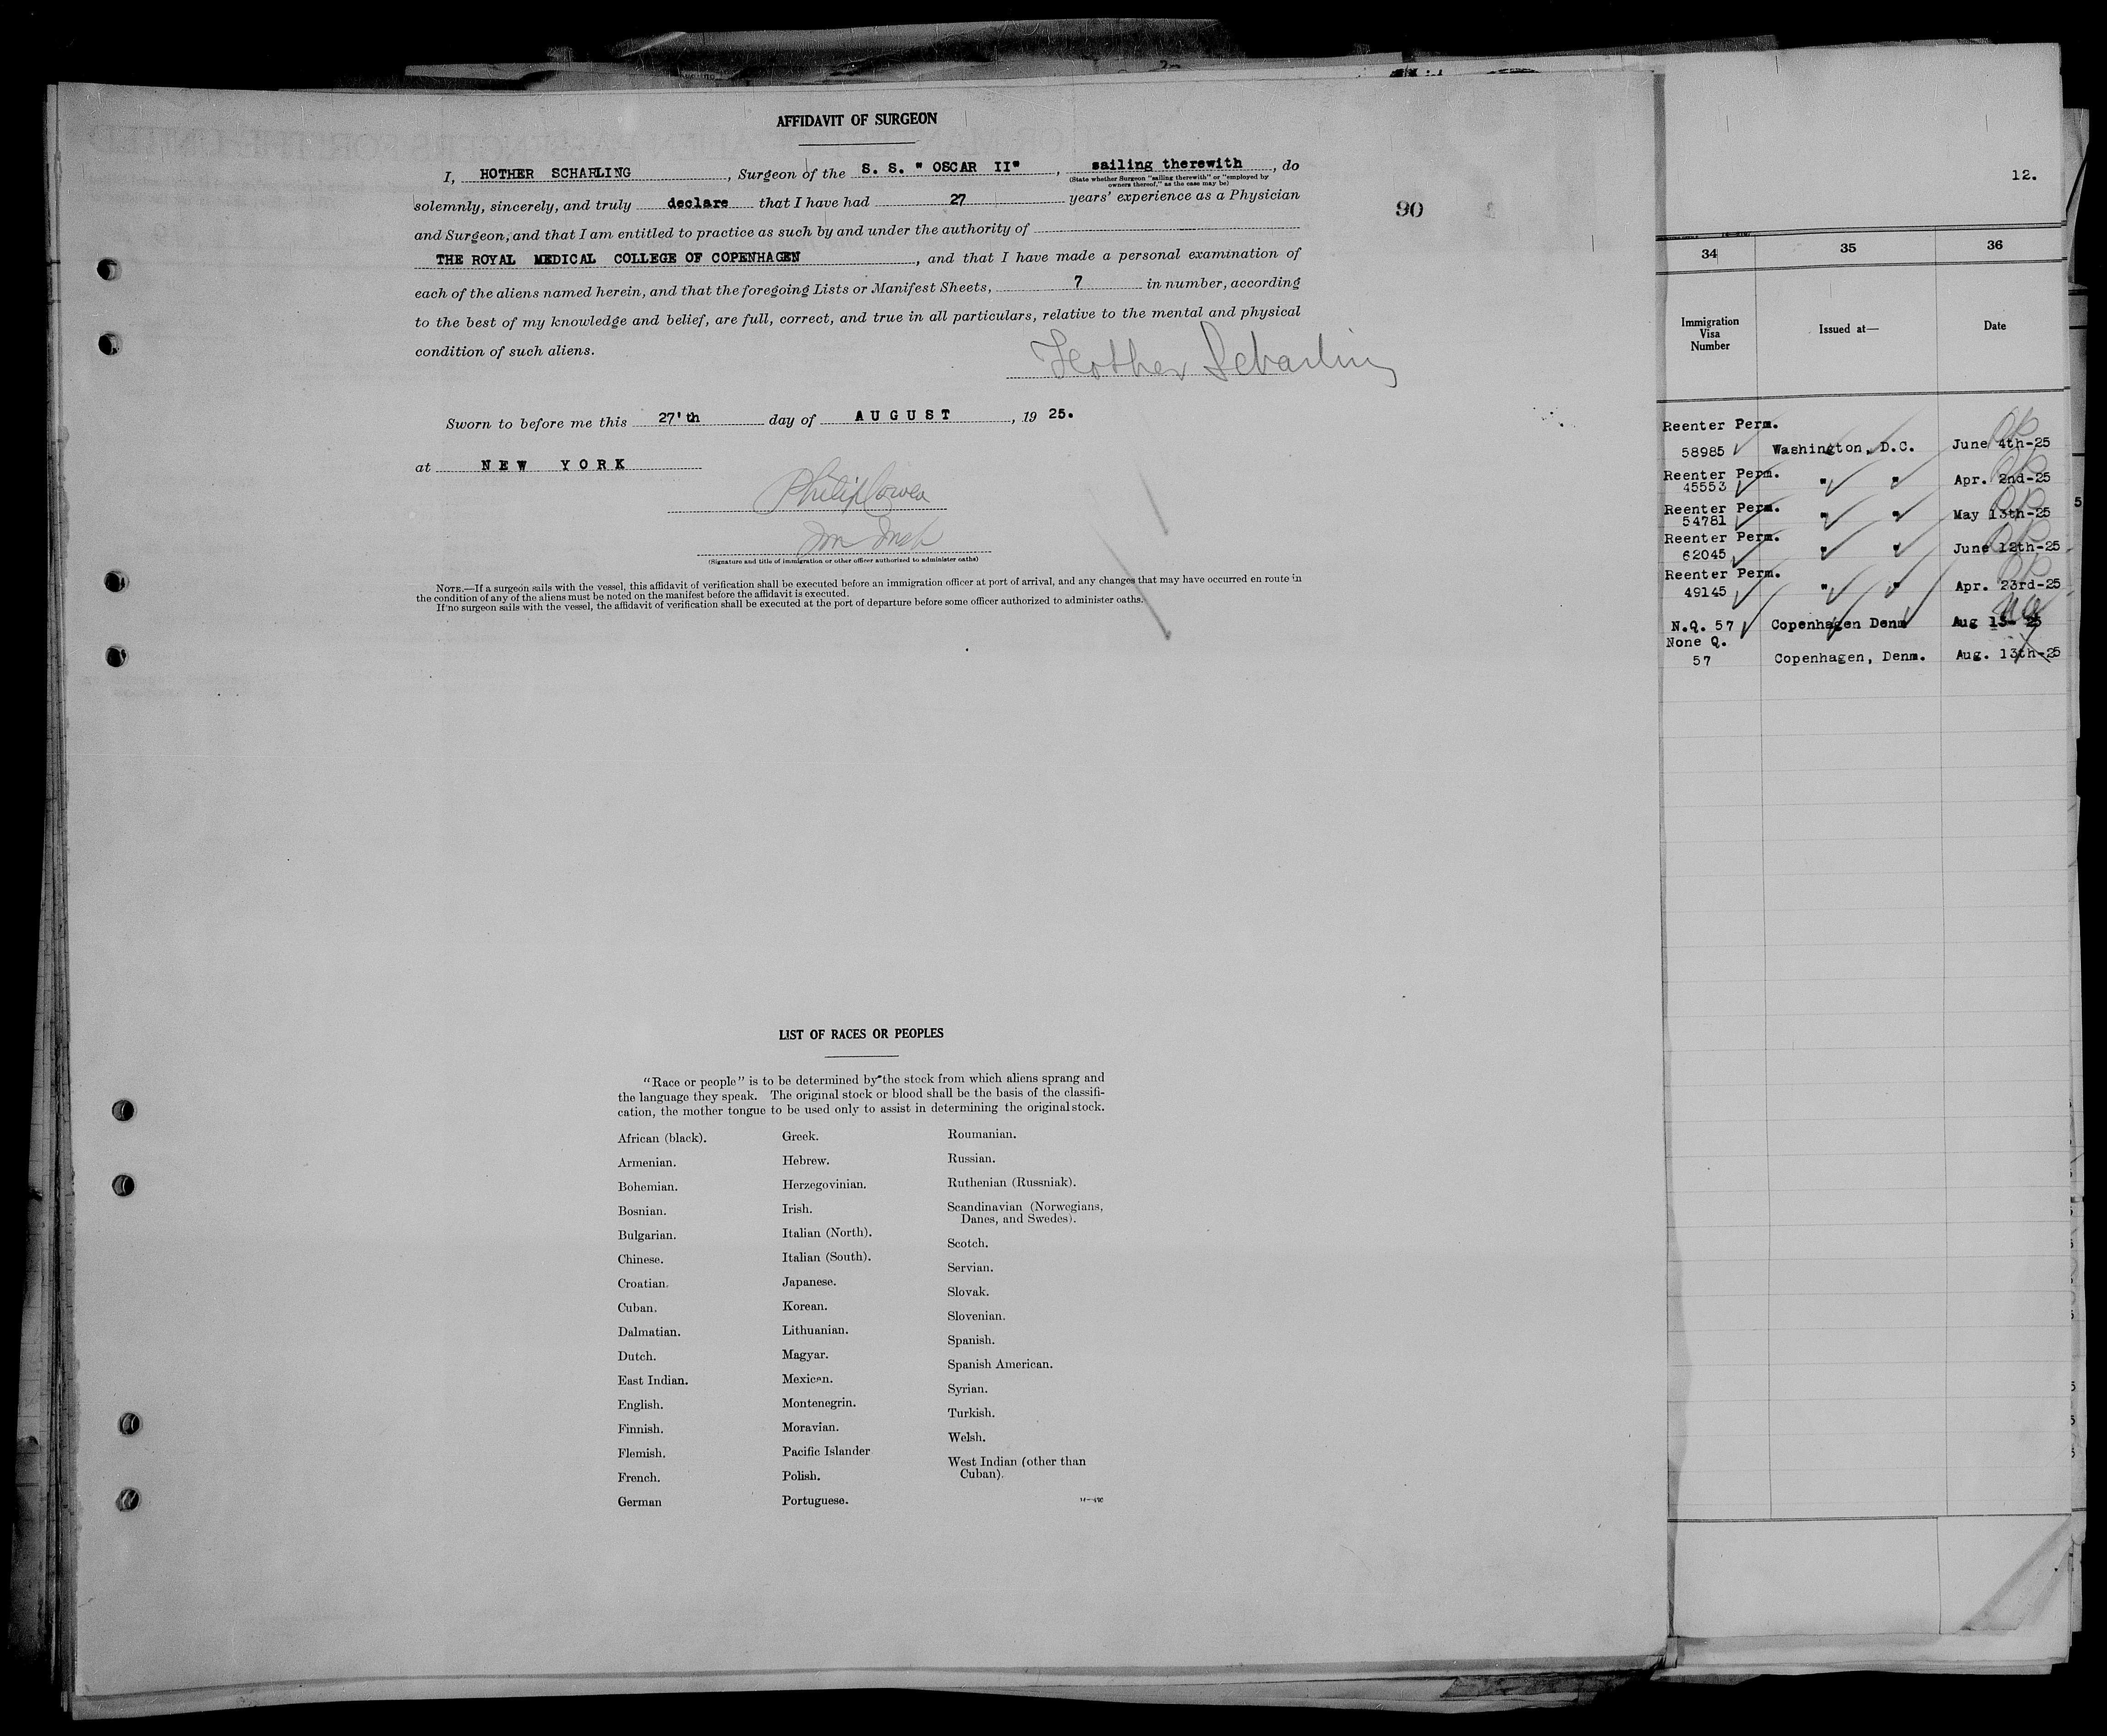 AFFIDAVIT OF SURGEON
I, HOTHER SCHARLING, Surgeon of the S. S. " OSCAR II", sailing therewith, do
(State whether Surgeon "sailing therewith" or "employed by
owners thereof," as the case may be)
solemnly, sincerely, and truly declare that I have had 27 years' experience as a Physician
and Surgeon, and that I am entitled to practice as such by and under the authority of
THE ROYAL MEDICAL COLLEGE OF COPENHAGEN, and that I have made a personal examination of
each of the aliens named herein, and that the foregoing Lists or Manifest Sheets, 7 in number, according
to the best of my knowledge and belief, are full, correct, and true in all particulars, relative to the mental and physical
condition of such aliens.
Hother Scharling
Sworn to before me this 27'th day of AUGUST, 19 25.
at NEW YORK
Philip Cowen
Imm Insp
(Signature and title of immigration or other officer authorized to administer oaths)
NOTE.—If a surgeon sails with the vessel, this affidavit of verification shall be executed before an immigration officer at port of arrival, and any changes that may have occurred en route in
the condition of any of the aliens must be noted on the manifest before the affidavit is executed.
If no surgeon sails with the vessel, the affidavit of verification shall be executed at the port of departure before some officer authorized to administer oaths.
90
LIST OF RACES OR PEOPLES
"Race or people" is to be determined by the stock from which aliens sprang and
the language they speak. The original stock or blood shall be the basis of the classifi-
cation, the mother tongue to be used only to assist in determining the original stock.
African (black).
Armenian.
Bohemian.
Bosnian.
Bulgarian.
Chinese.
Croatian.
Cuban.
Dalmatian.
Dutch.
East Indian.
English.
Finnish.
Flemish.
French.
German
Greek.
Hebrew.
Herzegovinian.
Irish.
Italian (North).
Italian (South).
Japanese.
Korean.
Lithuanian.
Magyar.
Mexican.
Montenegrin.
Moravian.
Pacific Islander
Polish.
Portuguese.
Roumanian.
Russian.
Ruthenian (Russniak).
Scandinavian (Norwegians,
Danes, and Swedes).
Scotch.
Servian.
Slovak.
Slovenian.
Spanish.
Spanish American.
Syrian.
Turkish.
Welsh.
West Indian (other than
Cuban).
12.
34 35 36
Immigration
Visa
Number
Issued at—
Date
Reenter Perm.
58985 Washington, D.C. June 4th-25
Reenter Perm.
45553 " " Apr. 2nd-25
Reenter Perm.
54781 " " May 13th-25
Reenter Perm.
62045 " " June 12th-25
Reenter Perm.
49145 " " Apr. 23rd-25
N.Q. 57 Copenhagen Denm Aug 13- 25
None Q.
57 Copenhagen, Denm. Aug. 13th-25